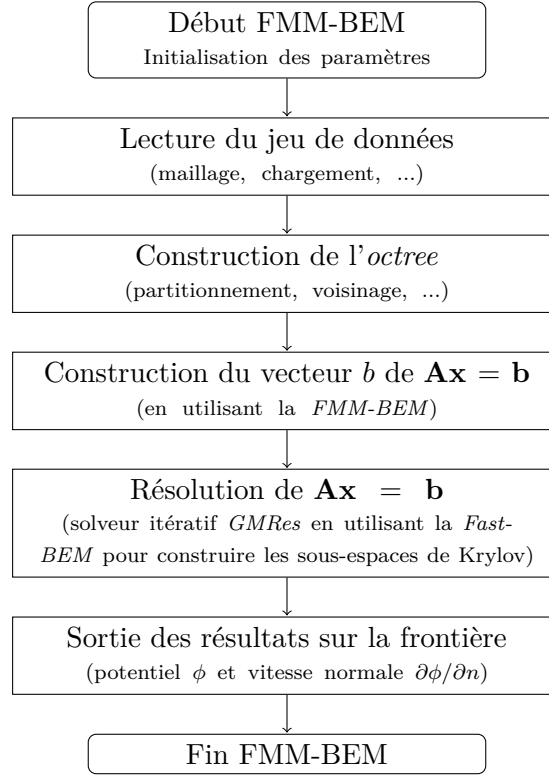 Début FMM-BEM
Initialisation des paramètres
Lecture du jeu de données
(maillage, chargement, ...)
Construction de l'octree
(partitionnement, voisinage, ...)
Construction du vecteur b de Ax = b
(en utilisant la FMM-BEM)
Résolution de Ax = b
(solveur itératif GMRes en utilisant la Fast-
BEM pour construire les sous-espaces de Krylov)
Sortie des résultats sur la frontière
(potentiel ϕ et vitesse normale ∂ϕ/∂n)
Fin FMM-BEM